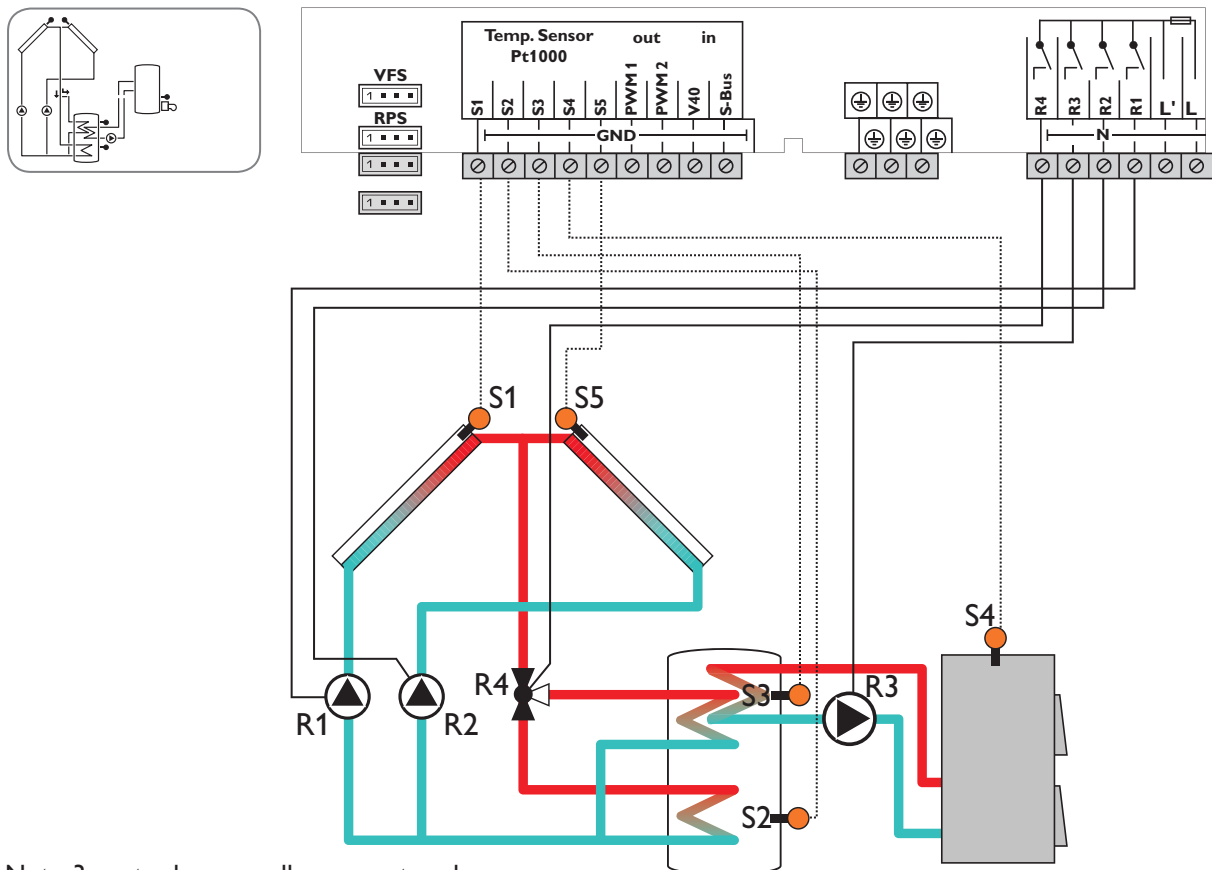 Temp. Sensor out in
Pt1000
VFS
1
RPS
1
1
1
S1 S2 S3 S4 S5 PWM 1 PWM 2 V40 S-Bus
GND
R4 R3 R2 R1 L' L
N
S1 S5
S4
R4 S3 R3
R1 R2
S2